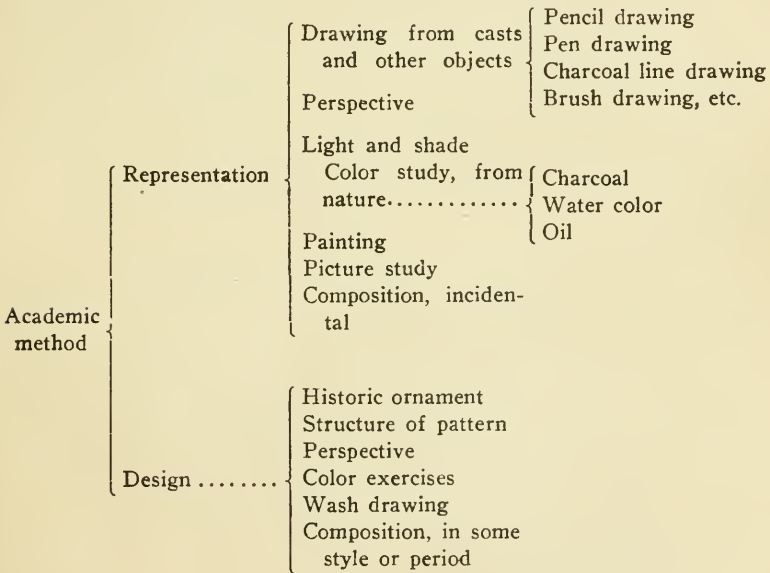 Drawing from casts
and other objects
Pencil drawing
Pen drawing
Charcoal line drawing
Brush drawing, etc.
Perspective
Light and shade
Color study, from
nature.............
Charcoal
Water color
Oil
Painting
Picture study
Composition, inciden-
tal
Representation
Academic
method
Design ........
Historic ornament
Structure of pattern
Perspective
Color exercises
Wash drawing
Composition, in some
style or period